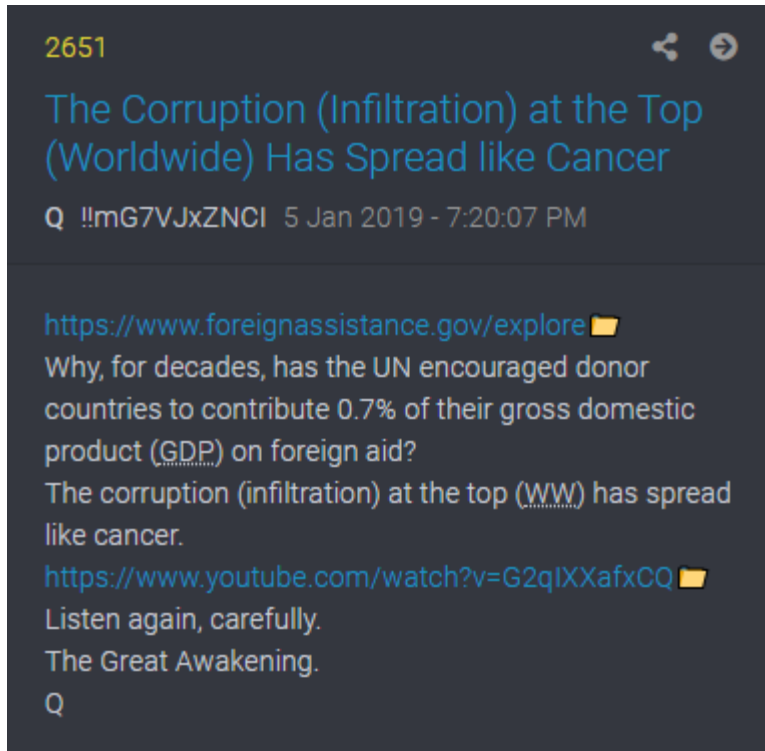 2651
The Corruption (Infiltration) at the Top
(Worldwide) Has Spread like Cancer
Q !!mG7VJxZNCI 5 Jan 2019 - 7:20:07 PM
https://www.foreignassistance.gov/explore
Why, for decades, has the UN encouraged donor
countries to contribute 0.7% of their gross domestic
product (GDP) on foreign aid?
The corruption (infiltration) at the top (WW) has spread
like cancer.
https://www.youtube.com/watch?v=G2qIXXafxCQ
Listen again, carefully.
The Great Awakening.
Q